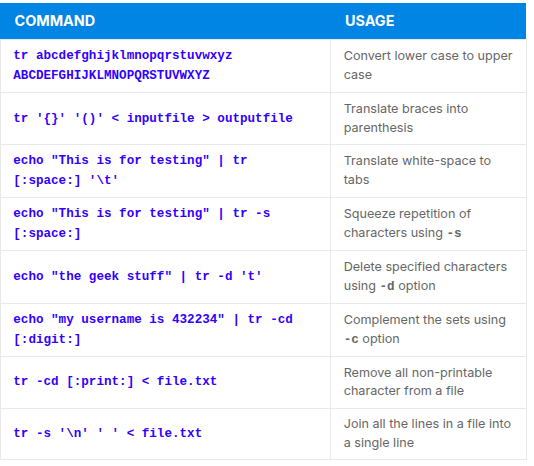 COMMAND USAGE
tr abcdefghijklmnopqrstuvwxyz
ABCDEFGHIJKLMNOPQRSTUVWXYZ
Convert lower case to upper
case
tr '{}' '()' < inputfile > outputfile
Translate braces into
parenthesis
echo "This is for testing" | tr
[:space:] '\t'
Translate white-space to
tabs
echo "This is for testing" | tr -s
[:space:]
Squeeze repetition of
characters using -s
echo "the geek stuff" | tr -d 't'
Delete specified characters
using -d option
echo "my username is 432234" | tr -cd
[:digit:]
Complement the sets using
-c option
tr -cd [:print:] < file.txt
Remove all non-printable
character from a file
tr -s '\n' ' ' < file.txt
Join all the lines in a file into
a single line